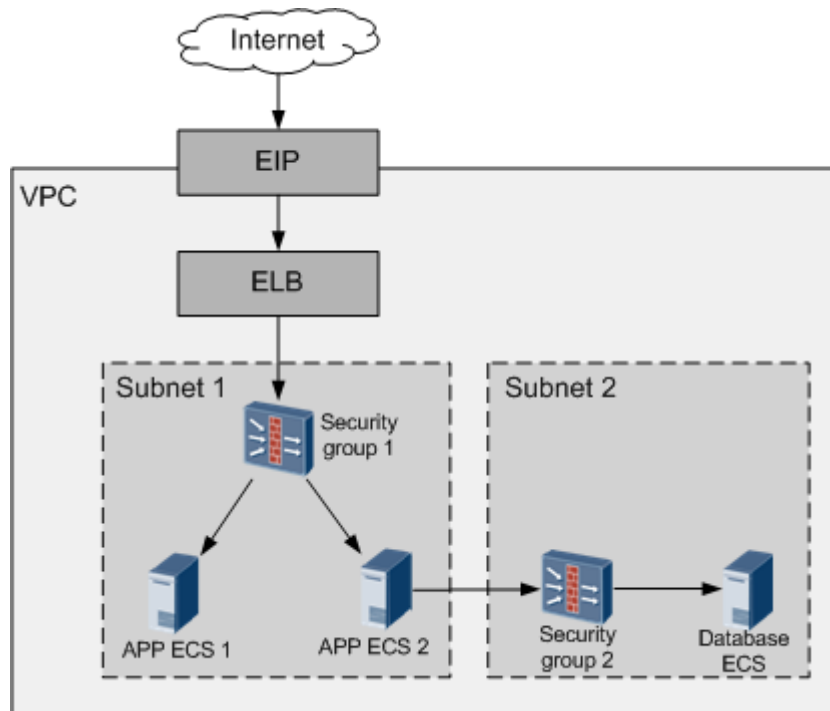 Internet
EIP
VPC
ELB
Subnet 1
Security
group 1
APP ECS 1
APP ECS 2
Subnet 2
Security
group 2
Database
ECS